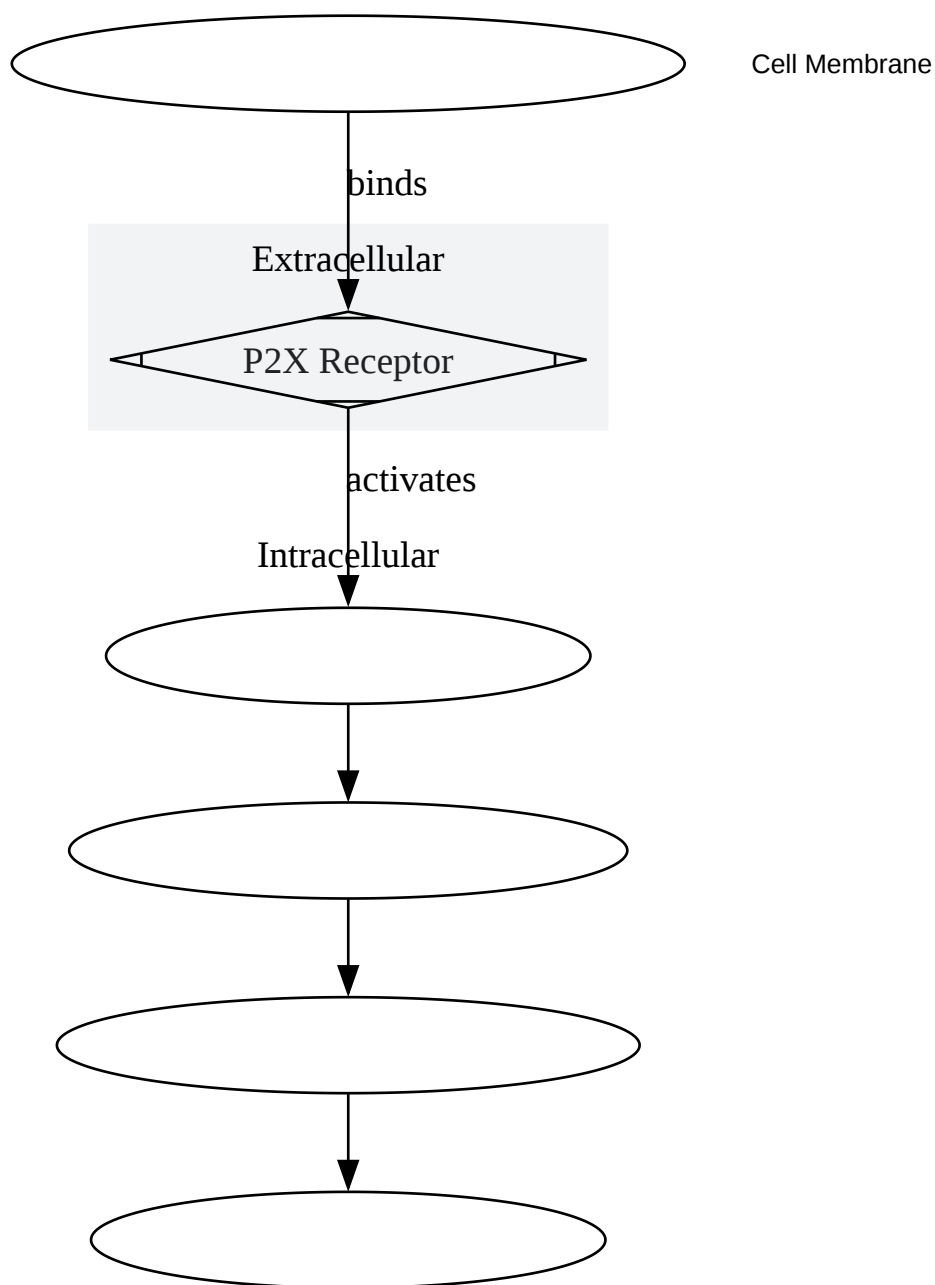 Cell Membrane
binds
Extracellular
P2X Receptor
activates
Intracellular